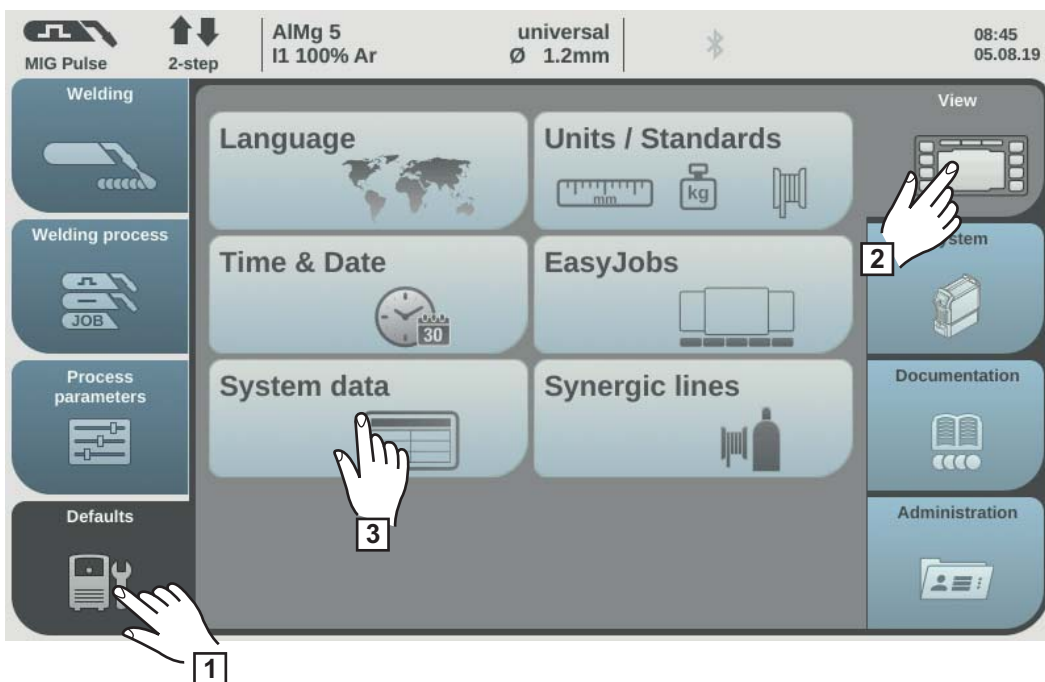 MIG Pulse
2-step
AlMg 5
I1 100% Ar
universal
Ø 1.2mm
08:45
05.08.19
Welding
Welding process
JOB
Process
parameters
Defaults
Language
Units / Standards
mm
kg
Time & Date
30
EasyJobs
System data
Synergic lines
View
System
Documentation
Administration
1
2
3